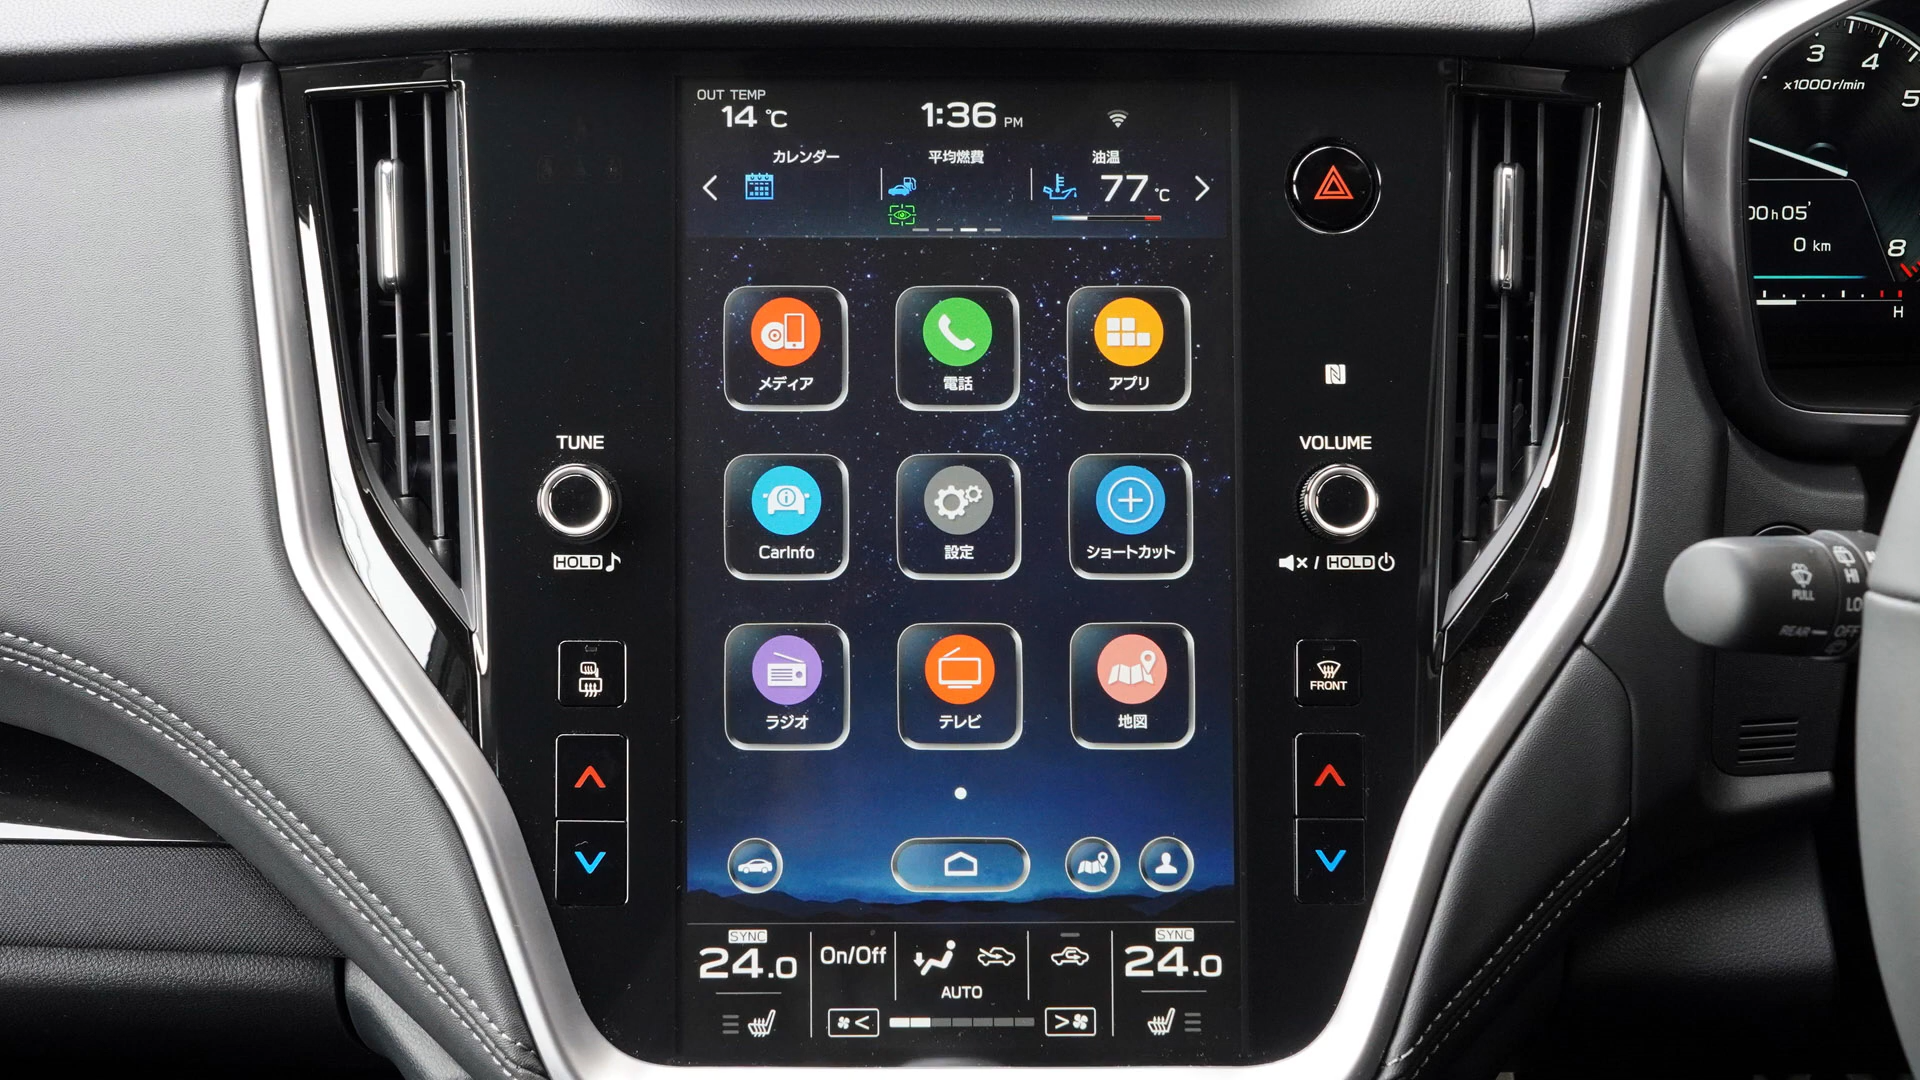 OUT TEMP
14 ℃
1:36 PM
カレンダー
平均燃費
油温
77 ℃
メディア
電話
アプリ
TUNE
VOLUME
CarInfo
設定
ショートカット
HOLD
/ HOLD
ラジオ
テレビ
地図
FRONT
SYNC
24.0
On/Off
AUTO
SYNC
24.0
<
>
3
4
5
x1000r/min
00h05'
0 km
8
H
PULL
HI
LO
REAR
OFF